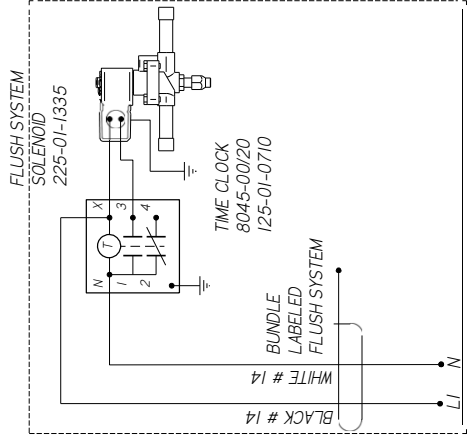 FLUSH SYSTEM
SOLENOID
225-01-1335
X
3
4
T
N
1
2
TIME CLOCK
8045-00/20
125-01-0710
BUNDLE
LABELED
FLUSH SYSTEM
WHITE # 14
BLACK # 14
N
L1